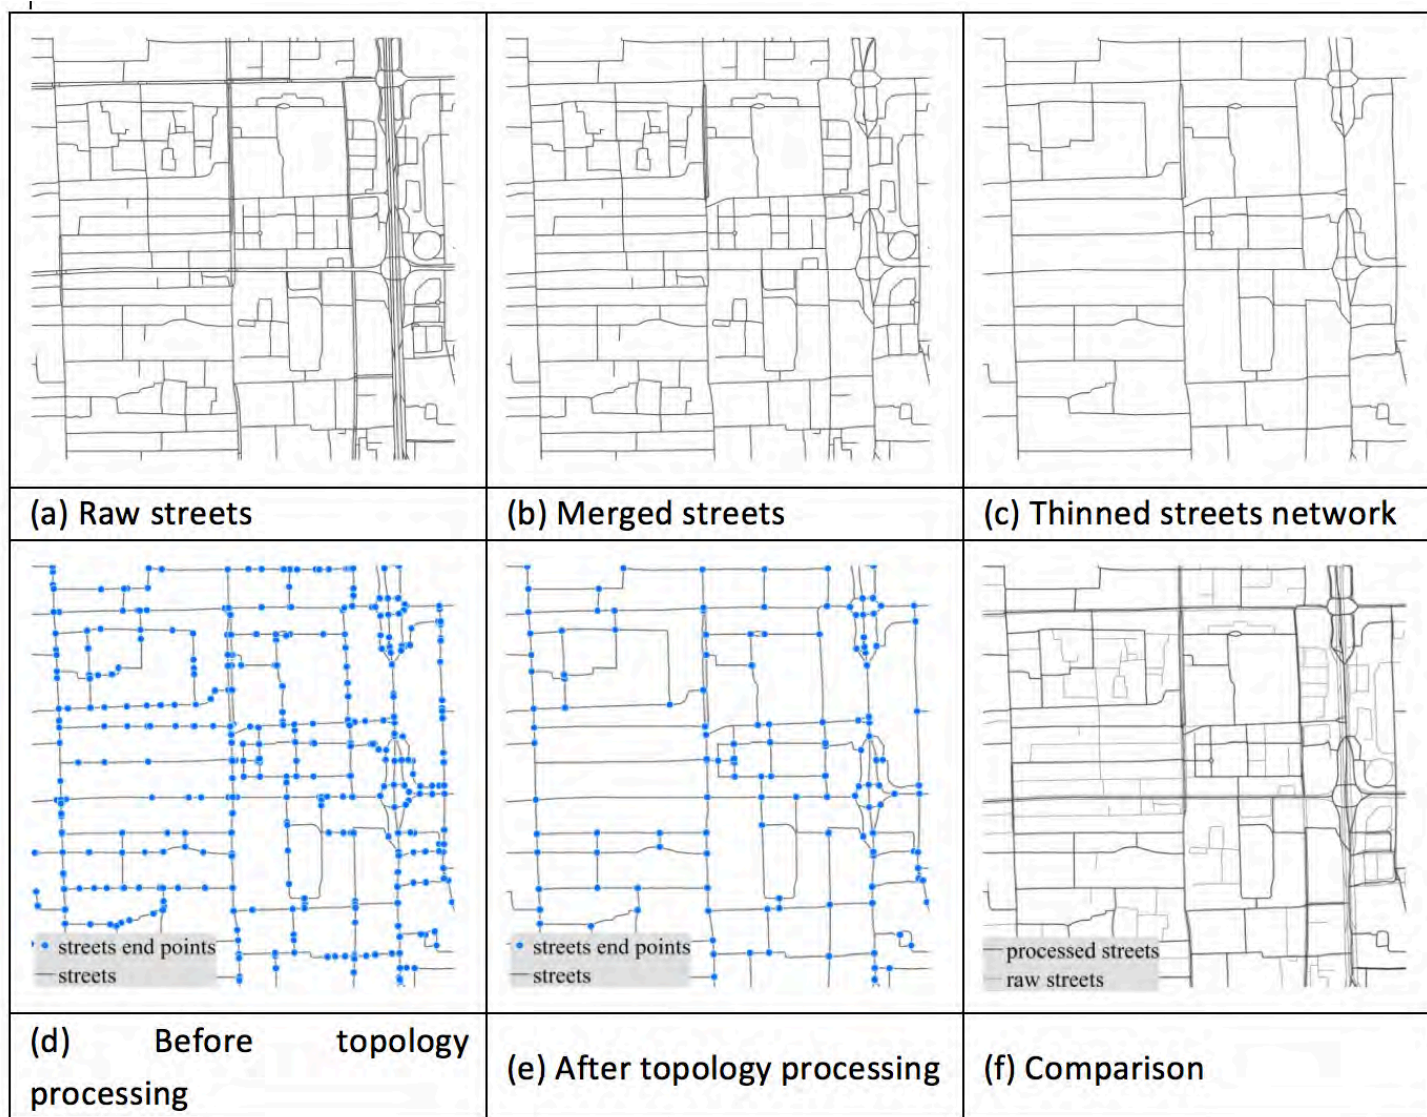 (a) Raw streets
(b) Merged streets
(c) Thinned streets network
streets end points
streets
streets end points
streets
processed streets
raw streets
(d) Before topology
processing
(e) After topology processing
(f) Comparison